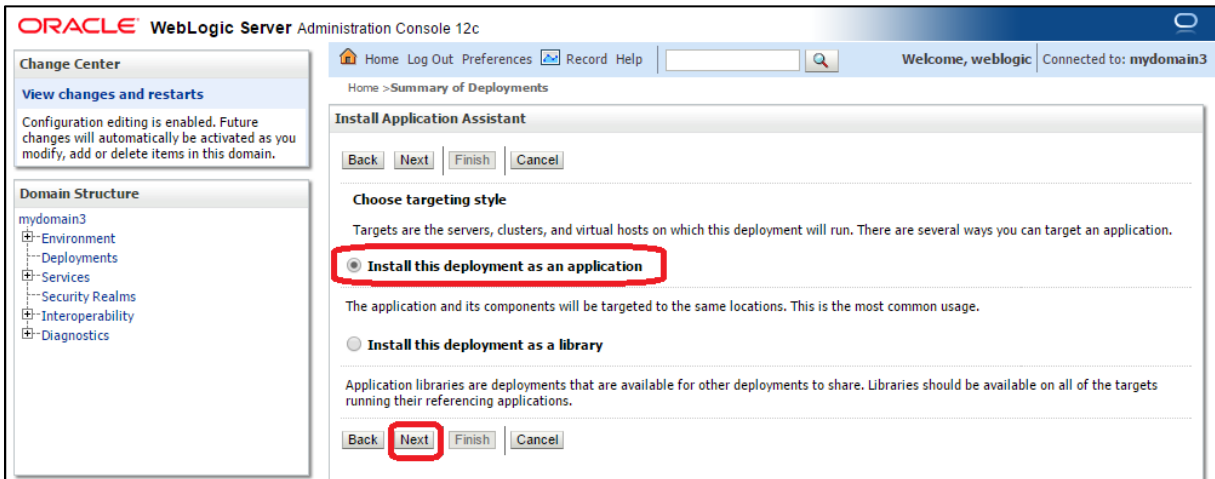 ORACLE WebLogic Server Administration Console 12c
Change Center
View changes and restarts
Configuration editing is enabled. Future
changes will automatically be activated as you
modify, add or delete items in this domain.
Domain Structure
mydomain3
Environment
Deployments
Services
Security Realms
Interoperability
Diagnostics
Home Log Out Preferences Record Help
Welcome, weblogic Connected to: mydomain3
Home >Summary of Deployments
Install Application Assistant
Back Next Finish Cancel
Choose targeting style
Targets are the servers, clusters, and virtual hosts on which this deployment will run. There are several ways you can target an application.
Install this deployment as an application
The application and its components will be targeted to the same locations. This is the most common usage.
Install this deployment as a library
Application libraries are deployments that are available for other deployments to share. Libraries should be available on all of the targets
running their referencing applications.
Back Next Finish Cancel